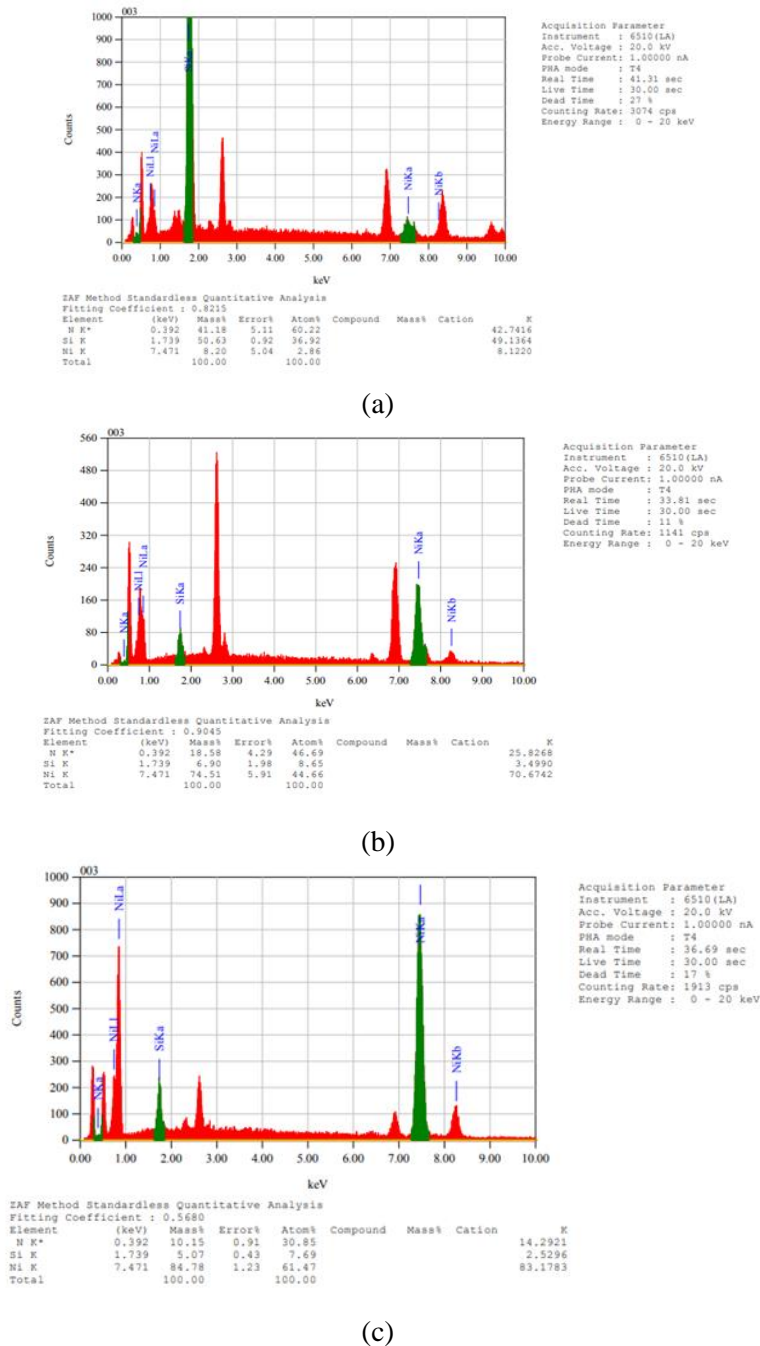 003
1000
900
800
700
600
500
400
300
200
100
0
Counts
NKa
NiLl
NiLa
SiKa
NiKa
NiKb
0.00 1.00 2.00 3.00 4.00 5.00 6.00 7.00 8.00 9.00 10.00
keV
Acquisition Parameter
Instrument : 6510(LA)
Acc. Voltage : 20.0 kV
Probe Current: 1.00000 nA
PHA mode : T4
Real Time : 41.31 sec
Live Time : 30.00 sec
Dead Time : 27 %
Counting Rate: 3074 cps
Energy Range : 0 - 20 keV
ZAF Method Standardless Quantitative Analysis
Fitting Coefficient : 0.8215
Element (keV) Mass% Error% Atom% Compound Mass% Cation K
N K* 0.392 41.18 5.11 60.22 42.7416
Si K 1.739 50.63 0.92 36.92 49.1364
Ni K 7.471 8.20 5.04 2.86 8.1220
Total 100.00 100.00
(a)
003
560
480
400
320
240
160
80
0
Counts
NKa
NiLl
NiLa
SiKa
NiKa
NiKb
0.00 1.00 2.00 3.00 4.00 5.00 6.00 7.00 8.00 9.00 10.00
keV
Acquisition Parameter
Instrument : 6510(LA)
Acc. Voltage : 20.0 kV
Probe Current: 1.00000 nA
PHA mode : T4
Real Time : 33.81 sec
Live Time : 30.00 sec
Dead Time : 11 %
Counting Rate: 1141 cps
Energy Range : 0 - 20 keV
ZAF Method Standardless Quantitative Analysis
Fitting Coefficient : 0.9045
Element (keV) Mass% Error% Atom% Compound Mass% Cation K
N K* 0.392 18.58 4.29 46.69 25.8268
Si K 1.739 6.90 1.98 8.65 3.4990
Ni K 7.471 74.51 5.91 44.66 70.6742
Total 100.00 100.00
(b)
003
1000
900
800
700
600
500
400
300
200
100
0
Counts
NKa
NiLl
NiLa
SiKa
NiKa
NiKb
0.00 1.00 2.00 3.00 4.00 5.00 6.00 7.00 8.00 9.00 10.00
keV
Acquisition Parameter
Instrument : 6510(LA)
Acc. Voltage : 20.0 kV
Probe Current: 1.00000 nA
PHA mode : T4
Real Time : 36.69 sec
Live Time : 30.00 sec
Dead Time : 17 %
Counting Rate: 1913 cps
Energy Range : 0 - 20 keV
ZAF Method Standardless Quantitative Analysis
Fitting Coefficient : 0.5680
Element (keV) Mass% Error% Atom% Compound Mass% Cation K
N K* 0.392 10.15 0.91 30.85 14.2921
Si K 1.739 5.07 0.43 7.69 2.5296
Ni K 7.471 84.78 1.23 61.47 83.1783
Total 100.00 100.00
(c)